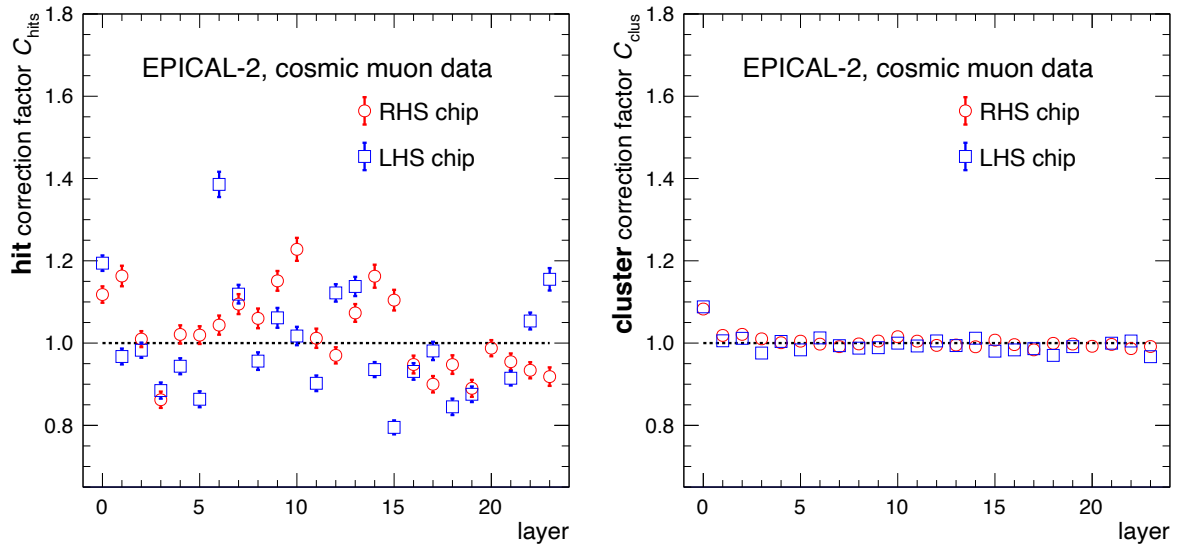 hit correction factor C_hits
1.8
1.6
1.4
1.2
1.0
0.8
EPICAL-2, cosmic muon data
RHS chip
LHS chip
0
5
10
15
20
layer
cluster correction factor C_clus
1.8
1.6
1.4
1.2
1.0
0.8
EPICAL-2, cosmic muon data
RHS chip
LHS chip
0
5
10
15
20
layer